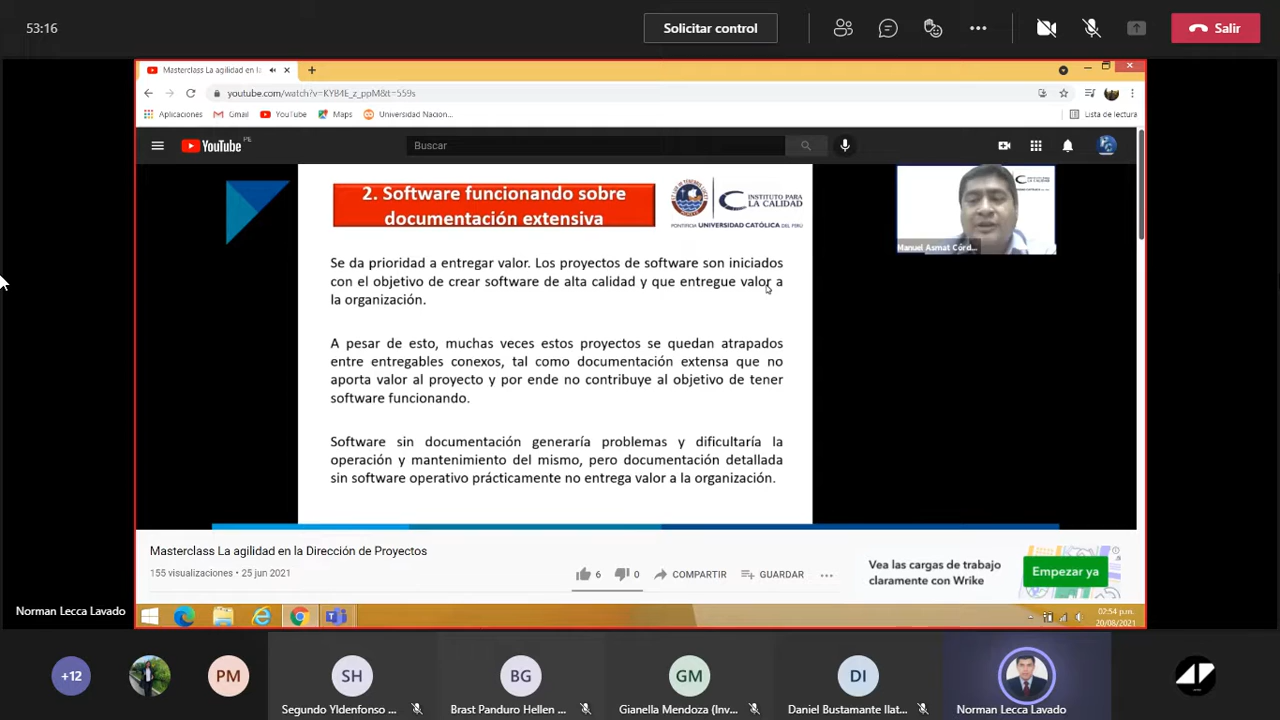 53:16
Solicitar control
Salir
Masterclass La agilidad en l
youtube.com/watch?v=KYB4E_z_ppM&t=559s
Aplicaciones
Gmail
YouTube
Maps
Universidad Nacion...
Lista de lectura
YouTube PE
Buscar
2. Software funcionando sobre
documentación extensiva
INSTITUTO PARA
LA CALIDAD
PONTIFICIA UNIVERSIDAD CATÓLICA DEL PERÚ
Manuel Asmat Córd...
Se da prioridad a entregar valor. Los proyectos de software son iniciados
con el objetivo de crear software de alta calidad y que entregue valor a
la organización.
A pesar de esto, muchas veces estos proyectos se quedan atrapados
entre entregables conexos, tal como documentación extensa que no
aporta valor al proyecto y por ende no contribuye al objetivo de tener
software funcionando.
Software sin documentación generaría problemas y dificultaría la
operación y mantenimiento del mismo, pero documentación detallada
sin software operativo prácticamente no entrega valor a la organización.
Masterclass La agilidad en la Dirección de Proyectos
155 visualizaciones • 25 jun 2021
6
0
COMPARTIR
GUARDAR
Vea las cargas de trabajo
claramente con Wrike
Empezar ya
Norman Lecca Lavado
02:54 p.m.
20/08/2021
+12
PM
SH
Segundo Yldenfonso ...
BG
Brast Panduro Hellen ...
GM
Gianella Mendoza (Inv...
DI
Daniel Bustamante Ilat...
Norman Lecca Lavado